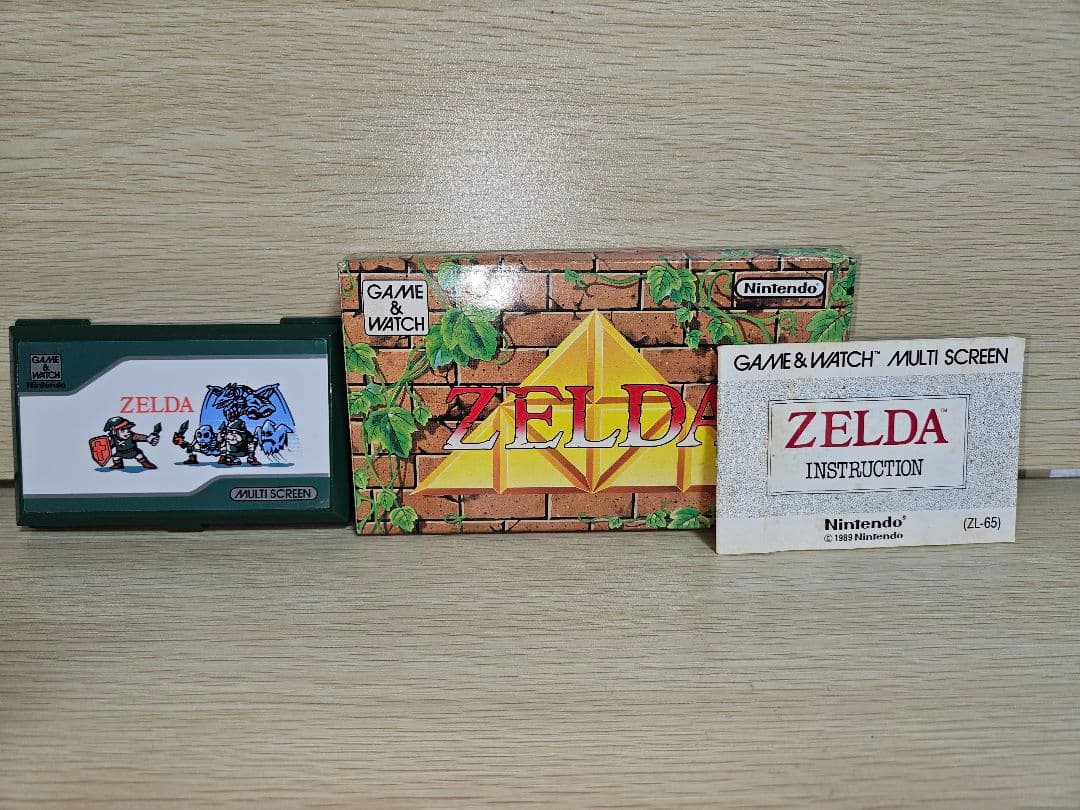 GAME
&
WATCH
Nintendo
ZELDA
MULTI SCREEN
GAME
&
WATCH
Nintendo®
ZELDA
GAME & WATCH™ MULTI SCREEN
ZELDA™
INSTRUCTION
Nintendo®
© 1989 Nintendo
(ZL-65)